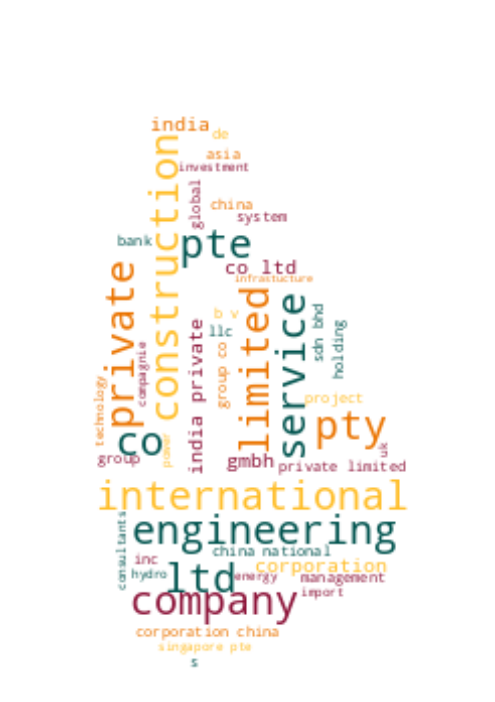 india
de
construction
asia
investment
global
china
system
bank
pte
co ltd
infrastucture
private
limited
service
b v
llc
sdn bhd
holding
compagnie
india private
group co
technology
project
pty
co
power
uk
group
gmbh
private limited
international
consultants
engineering
china national
inc
corporation
hydro
ltd
energy
management
company
import
corporation china
singapore pte
s